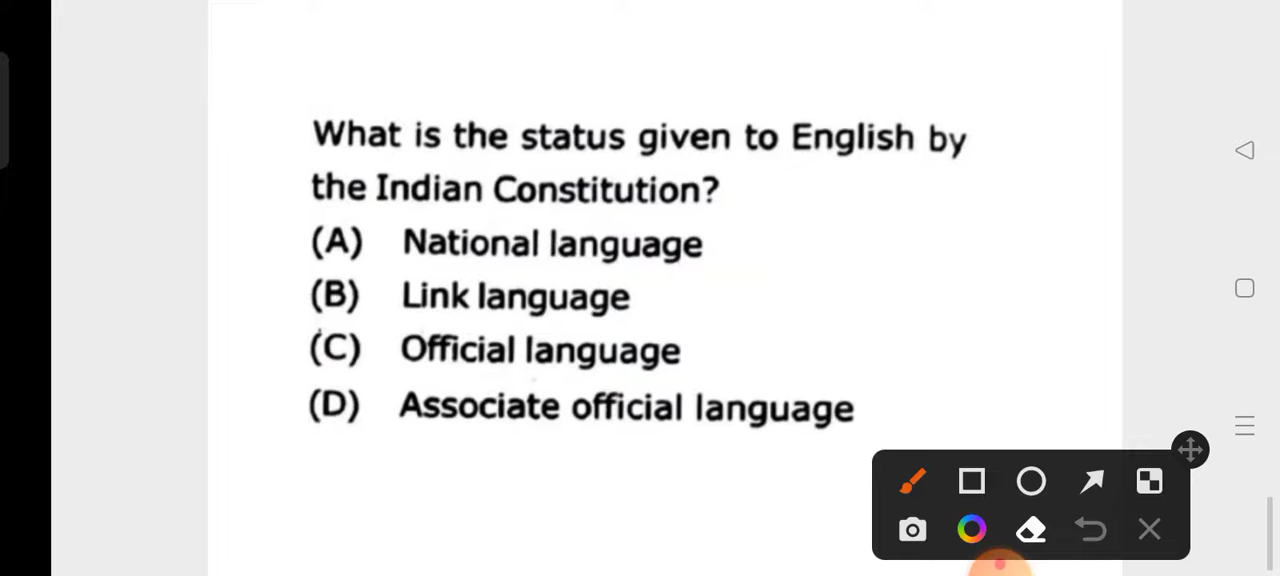 What is the status given to English by
the Indian Constitution?
(A) National language
(B) Link language
(C) Official language
(D) Associate official language